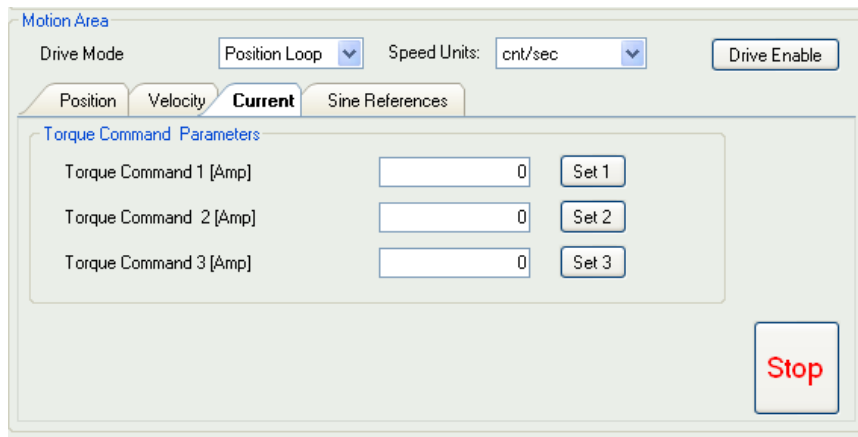 Motion Area
Drive Mode Position Loop Speed Units: cnt/sec Drive Enable
Position Velocity Current Sine References
Torque Command Parameters
Torque Command 1 [Amp] 0 Set 1
Torque Command 2 [Amp] 0 Set 2
Torque Command 3 [Amp] 0 Set 3
Stop